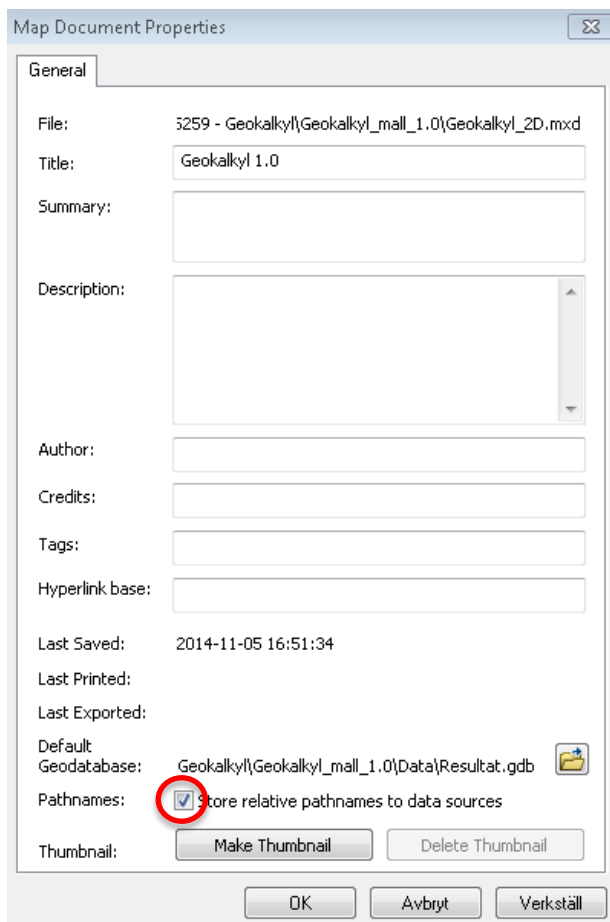 Map Document Properties
General
File: 5259 - Geokalkyl\Geokalkyl_mall_1.0\Geokalkyl_2D.mxd
Title: Geokalkyl 1.0
Summary:
Description:
Author:
Credits:
Tags:
Hyperlink base:
Last Saved: 2014-11-05 16:51:34
Last Printed:
Last Exported:
Default
Geodatabase: Geokalkyl\Geokalkyl_mall_1.0\Data\Resultat.gdb
Pathnames: Store relative pathnames to data sources
Thumbnail: Make Thumbnail Delete Thumbnail
OK Avbryt Verkställ